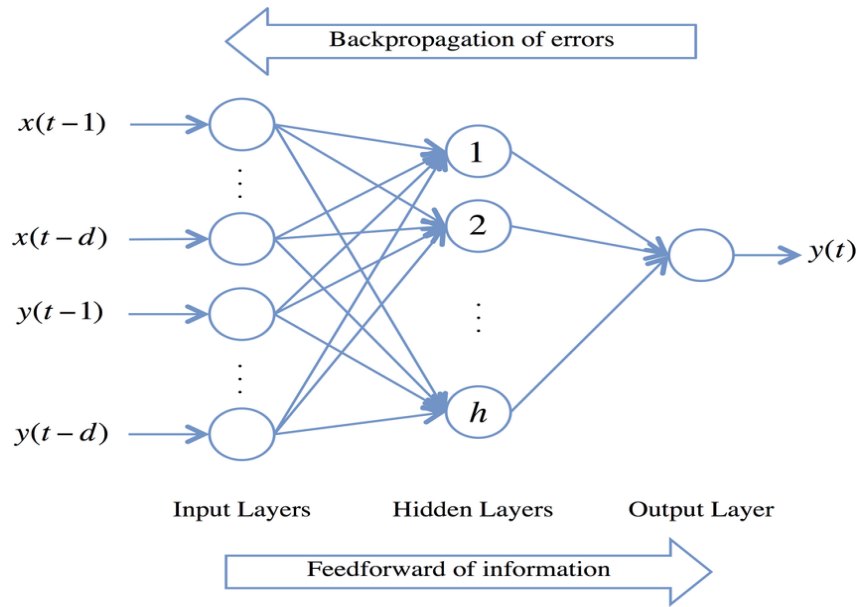 Backpropagation of errors
x(t−1)
1
⋮
x(t−d)
2
y(t)
y(t−1)
⋮
⋮
y(t−d)
h
Input Layers Hidden Layers Output Layer
Feedforward of information